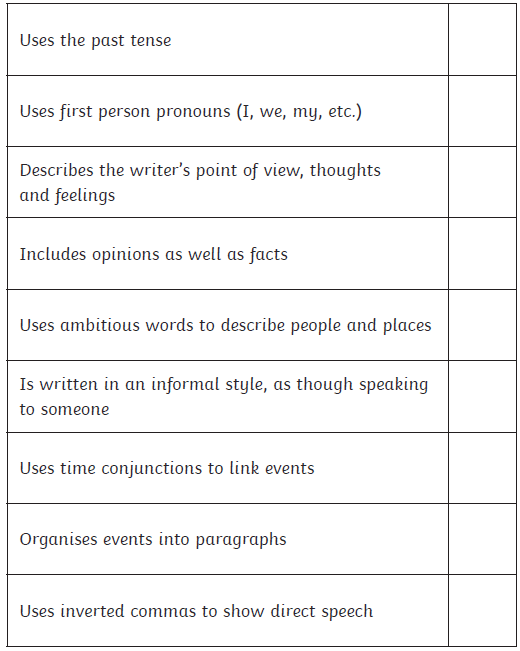 Uses the past tense
Uses first person pronouns (I, we, my, etc.)
Describes the writer’s point of view, thoughts
and feelings
Includes opinions as well as facts
Uses ambitious words to describe people and places
Is written in an informal style, as though speaking
to someone
Uses time conjunctions to link events
Organises events into paragraphs
Uses inverted commas to show direct speech